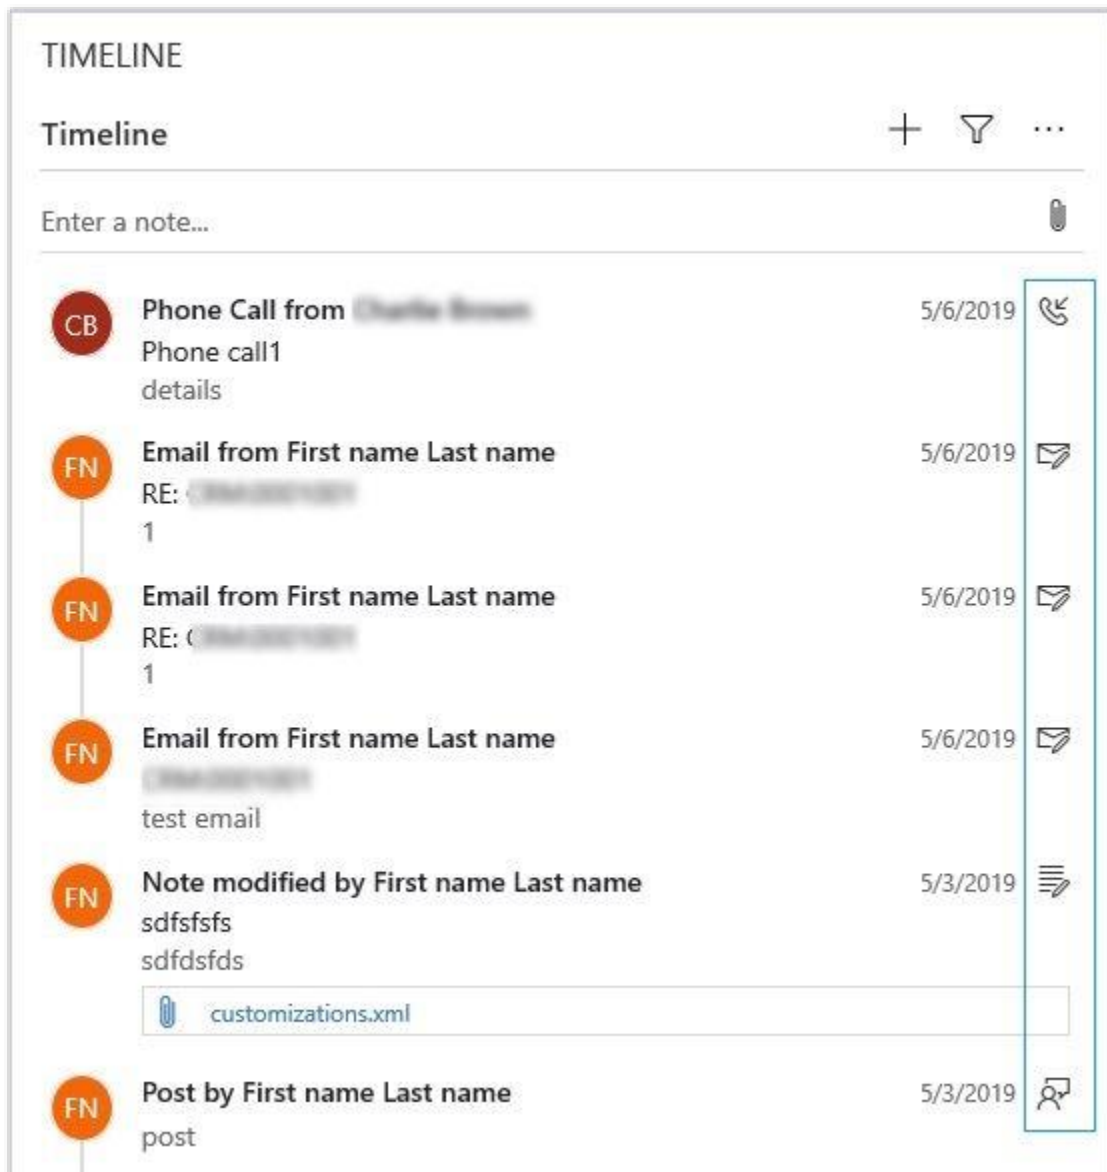 TIMELINE
Timeline
Enter a note...
CB
Phone Call from
5/6/2019
Phone call1
details
FN
Email from First name Last name
5/6/2019
RE:
1
FN
Email from First name Last name
5/6/2019
RE:
1
FN
Email from First name Last name
5/6/2019
test email
FN
Note modified by First name Last name
5/3/2019
sdfsfsfs
sdfdsfds
customizations.xml
FN
Post by First name Last name
5/3/2019
post